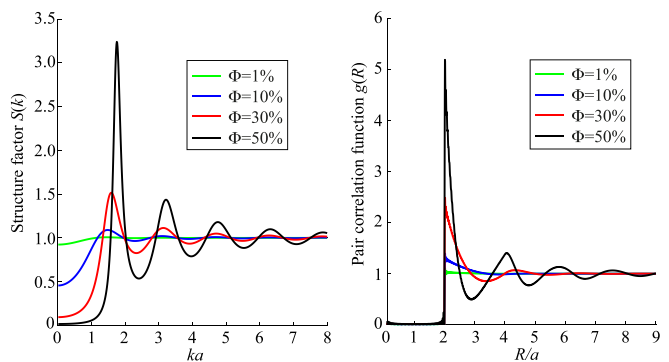 3.5
3.0
2.5
2.0
1.5
1.0
0.5
0
0 1 2 3 4 5 6 7 8
Structure factor S(k)
ka
Φ=1%
Φ=10%
Φ=30%
Φ=50%
6
5
4
3
2
1
0
0 1 2 3 4 5 6 7 8 9
Pair correlation function g(R)
R/a
Φ=1%
Φ=10%
Φ=30%
Φ=50%